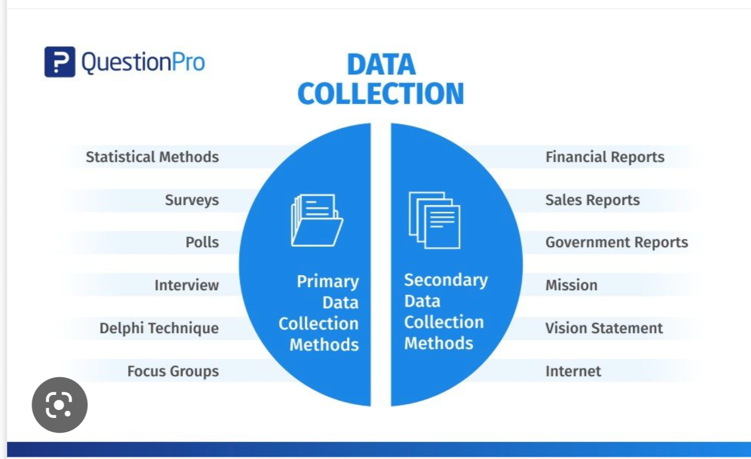 QuestionPro
DATA
COLLECTION
Statistical Methods
Surveys
Polls
Interview
Delphi Technique
Focus Groups
Primary
Data
Collection
Methods
Secondary
Data
Collection
Methods
Financial Reports
Sales Reports
Government Reports
Mission
Vision Statement
Internet